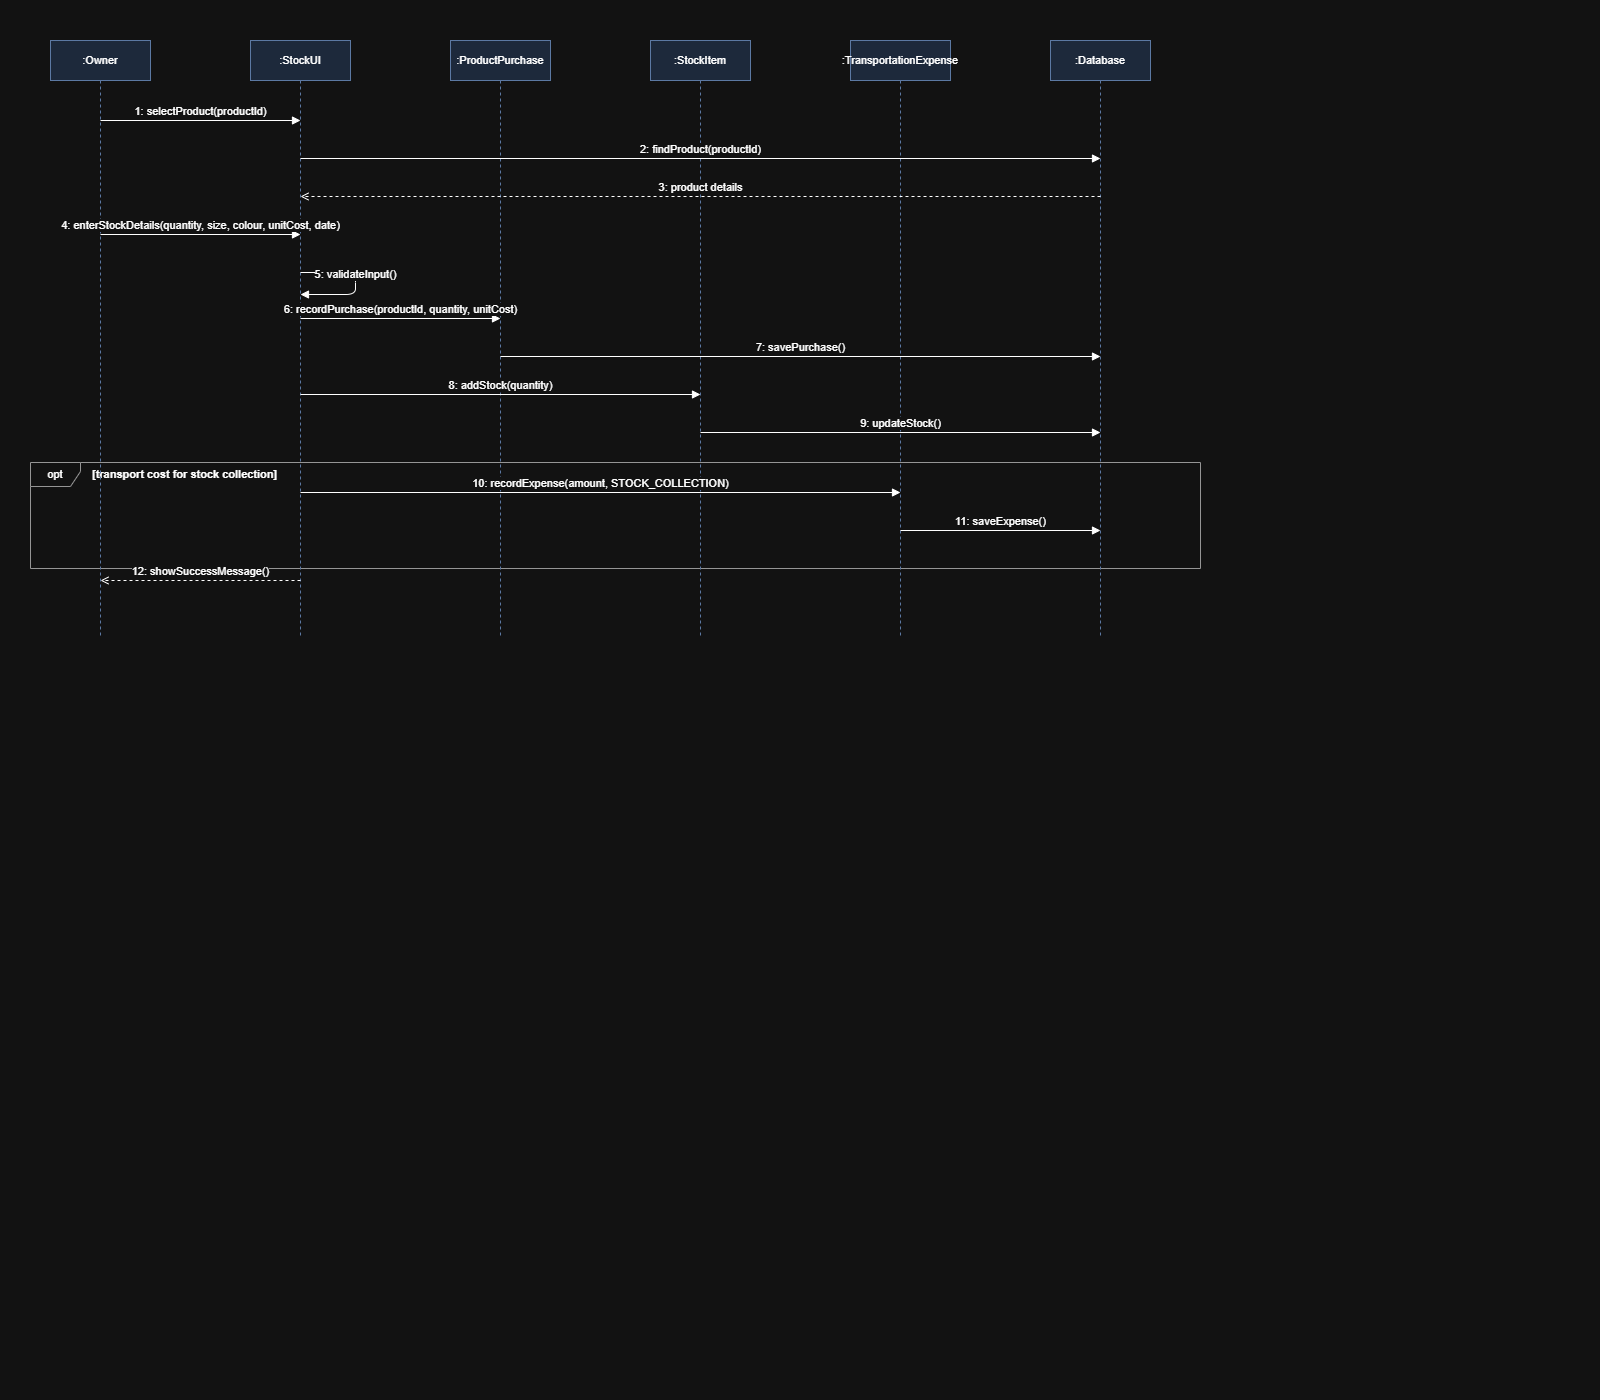 :Owner
:StockUI
:ProductPurchase
:StockItem
:TransportationExpense
:Database
1: selectProduct(productId)
2: findProduct(productId)
3: product details
4: enterStockDetails(quantity, size, colour, unitCost, date)
5: validateInput()
6: recordPurchase(productId, quantity, unitCost)
7: savePurchase()
8: addStock(quantity)
9: updateStock()
opt
[transport cost for stock collection]
10: recordExpense(amount, STOCK_COLLECTION)
11: saveExpense()
12: showSuccessMessage()